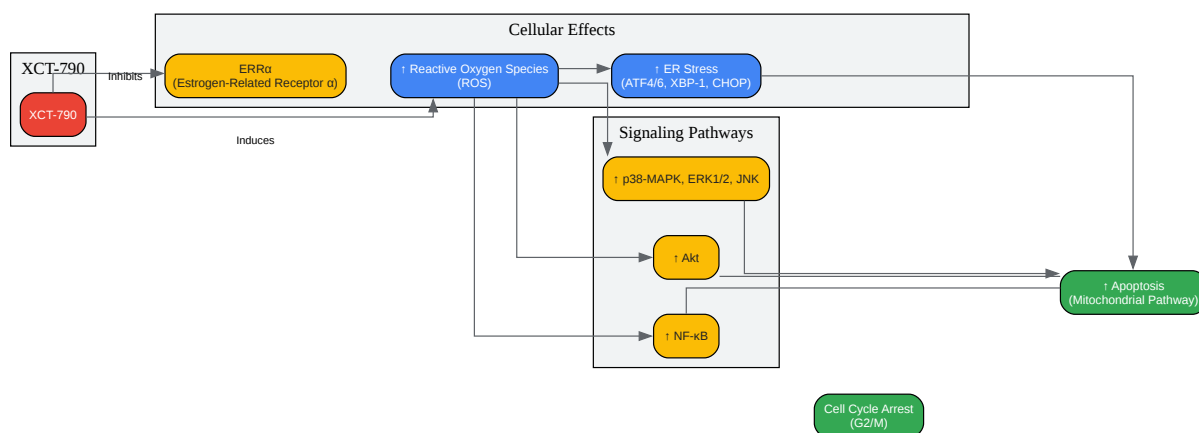 Cellular Effects
XCT-790
Inhibits
ERRα
(Estrogen-Related Receptor α)
↑ Reactive Oxygen Species
(ROS)
↑ ER Stress
(ATF4/6, XBP-1, CHOP)
XCT-790
Induces
Signaling Pathways
↑ p38-MAPK, ERK1/2, JNK
↑ Akt
↑ NF-κB
↑ Apoptosis
(Mitochondrial Pathway)
Cell Cycle Arrest
(G2/M)